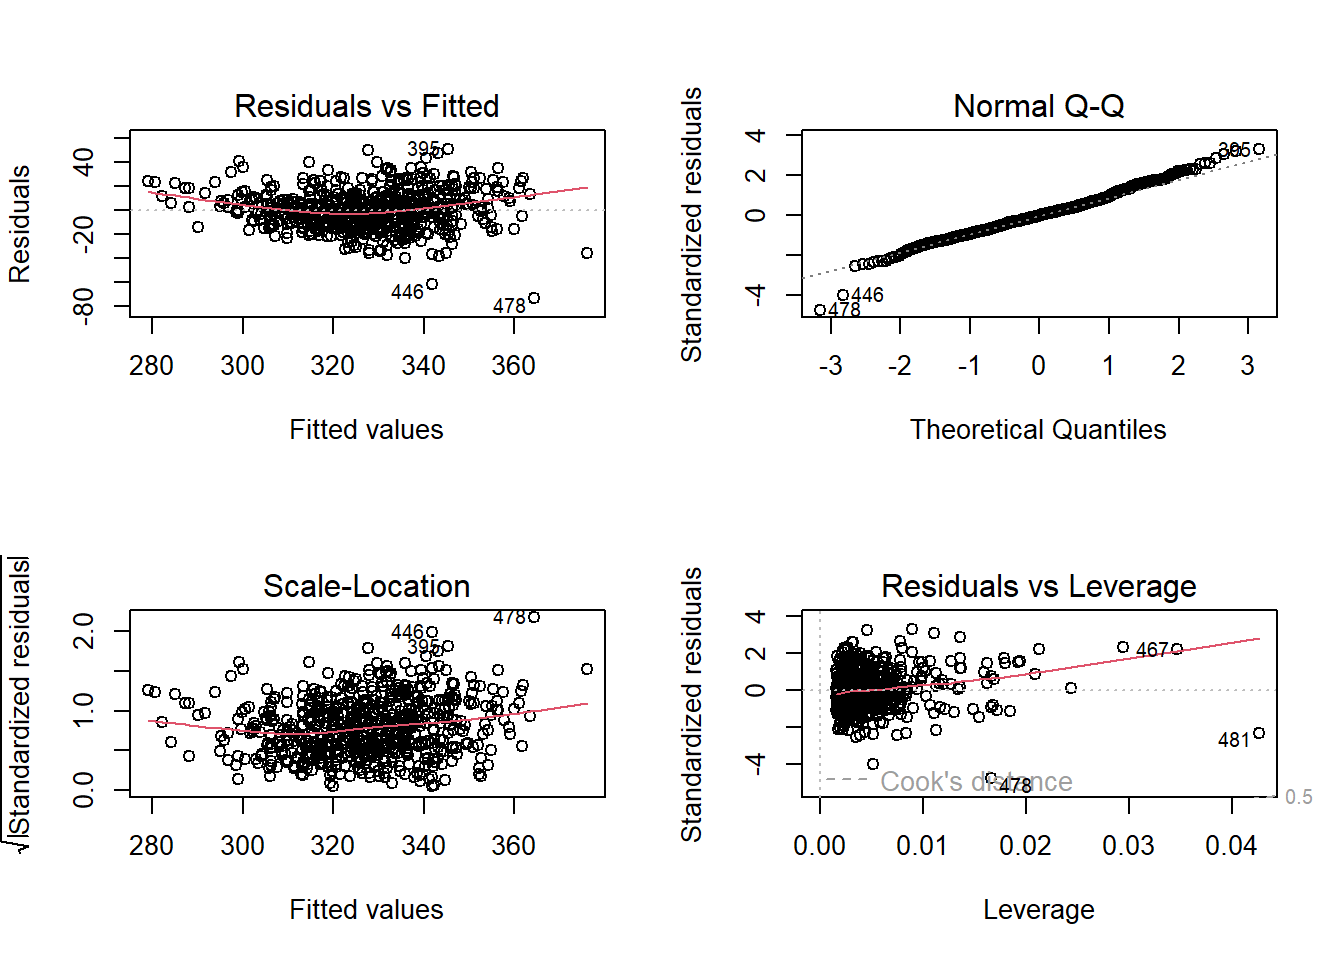 Residuals vs Fitted
Residuals
40
-20
-80
395
446
478
280 300 320 340 360
Fitted values
Normal Q-Q
Standardized residuals
4
2
0
-4
395
446
478
-3 -2 -1 0 1 2 3
Theoretical Quantiles
Scale-Location
√|Standardized residuals|
2.0
1.0
0.0
478
446
395
280 300 320 340 360
Fitted values
Residuals vs Leverage
Standardized residuals
4
2
0
-4
467
481
478
Cook's distance
0.5
0.00 0.01 0.02 0.03 0.04
Leverage